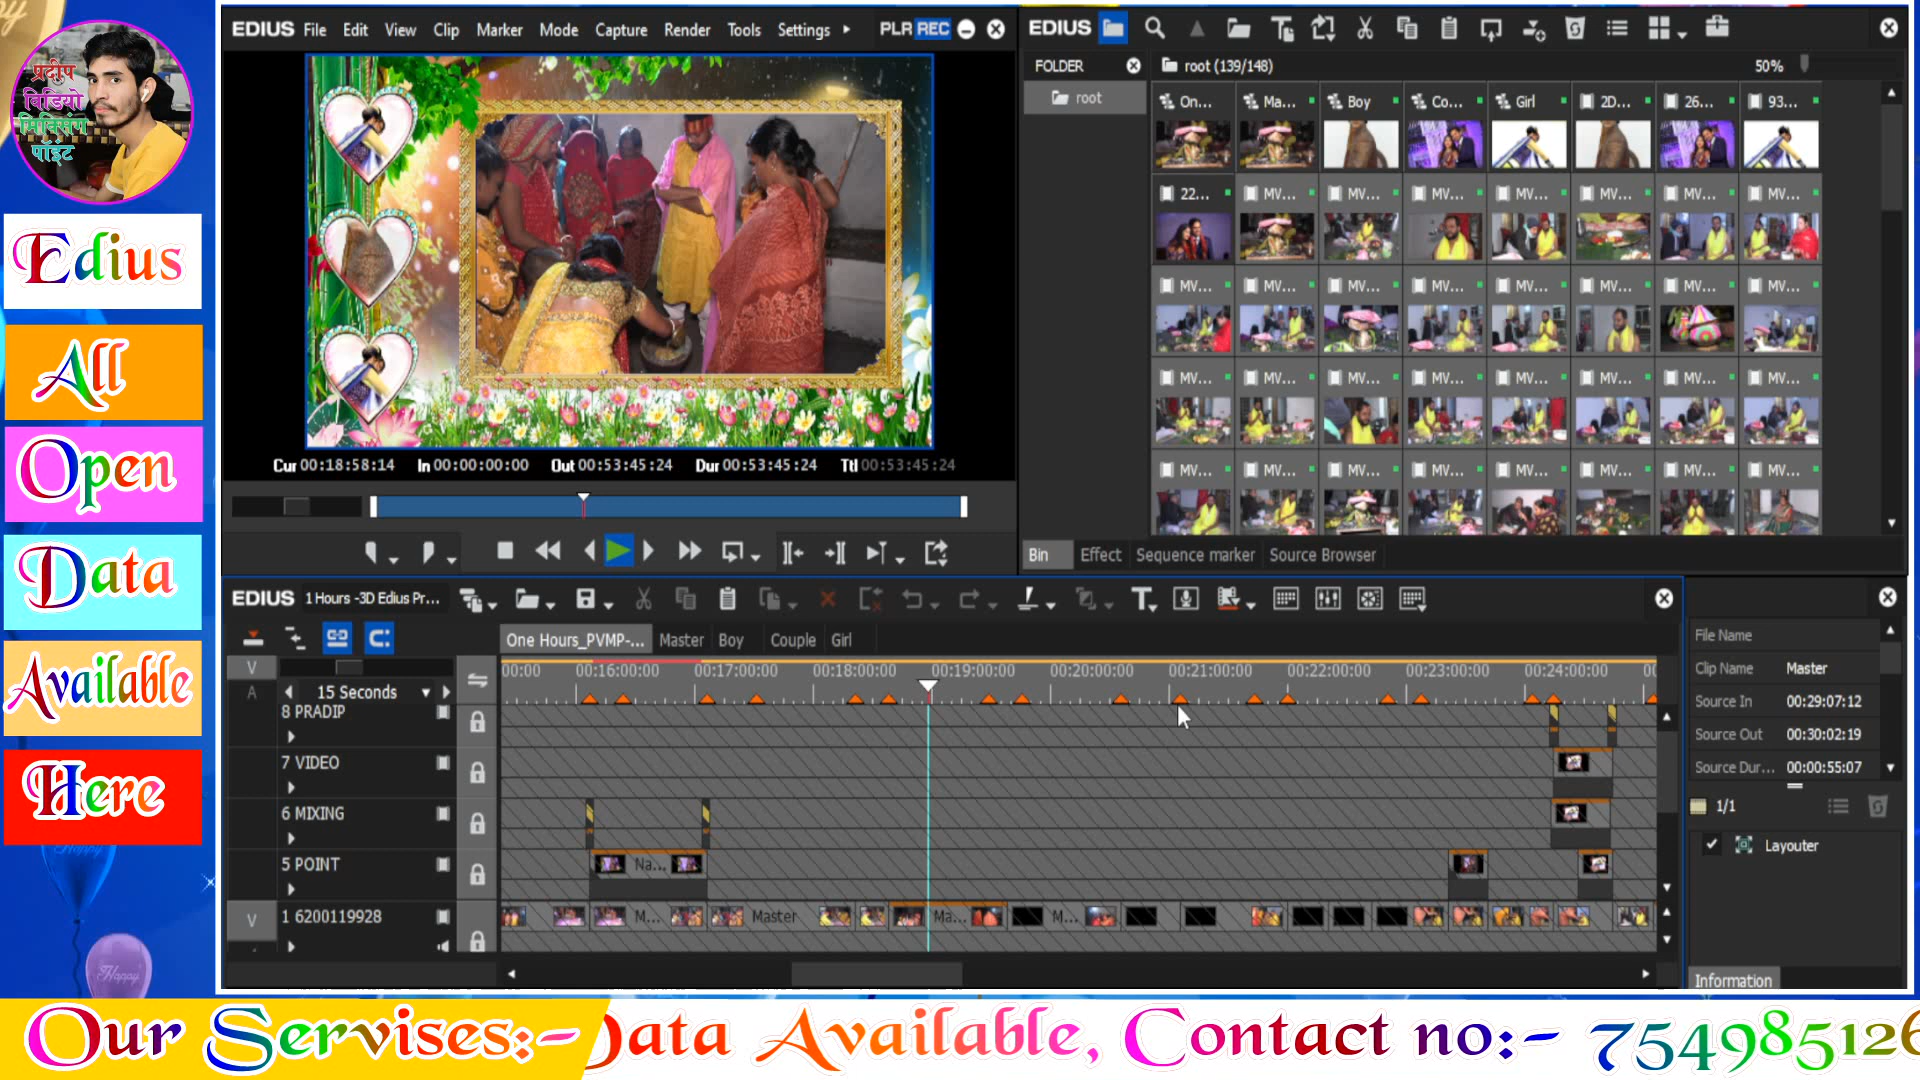 प्रदीप
विडियो
मिक्सिंग
पॉइंट
Edius
All
Open
Data
Available
Here
EDIUS File Edit View Clip Marker Mode Capture Render Tools Settings PLR REC
Cur 00:18:58:14 In 00:00:00:00 Out 00:53:45:24 Dur 00:53:45:24 Ttl 00:53:45:24
EDIUS
FOLDER root (139/148) 50%
root
On... Ma... Boy Co... Girl 2D... 26... 93...
22... MV... MV... MV... MV... MV... MV... MV...
MV... MV... MV... MV... MV... MV... MV... MV...
MV... MV... MV... MV... MV... MV... MV... MV...
MV... MV... MV... MV... MV... MV... MV... MV...
Bin Effect Sequence marker Source Browser
EDIUS 1 Hours -3D Edius Pr...
One Hours_PVMP-... Master Boy Couple Girl
V
A
15 Seconds
00:00 00:16:00:00 00:17:00:00 00:18:00:00 00:19:00:00 00:20:00:00 00:21:00:00 00:22:00:00 00:23:00:00 00:24:00:00
8 PRADIP
7 VIDEO
6 MIXING
5 POINT Na...
V 1 6200119928 M... Master Ma... M...
File Name
Clip Name Master
Source In 00:29:07:12
Source Out 00:30:02:19
Source Dur... 00:00:55:07
1/1
Layouter
Information
Happy
Happy
Our Servises:- Data Available, Contact no:- 754985126